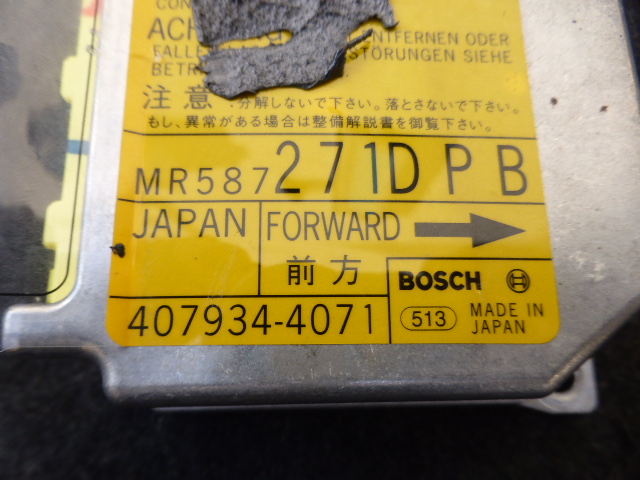 CON
ACH ENTFERNEN ODER
FALLE STÖRUNGEN SIEHE
BETR
注意:分解しないで下さい。落とさないで下さい。
もし、異常がある場合は整備解説書を御覧下さい。
MR587271DPB
JAPAN
FORWARD
前方
BOSCH
407934-4071
513
MADE IN
JAPAN